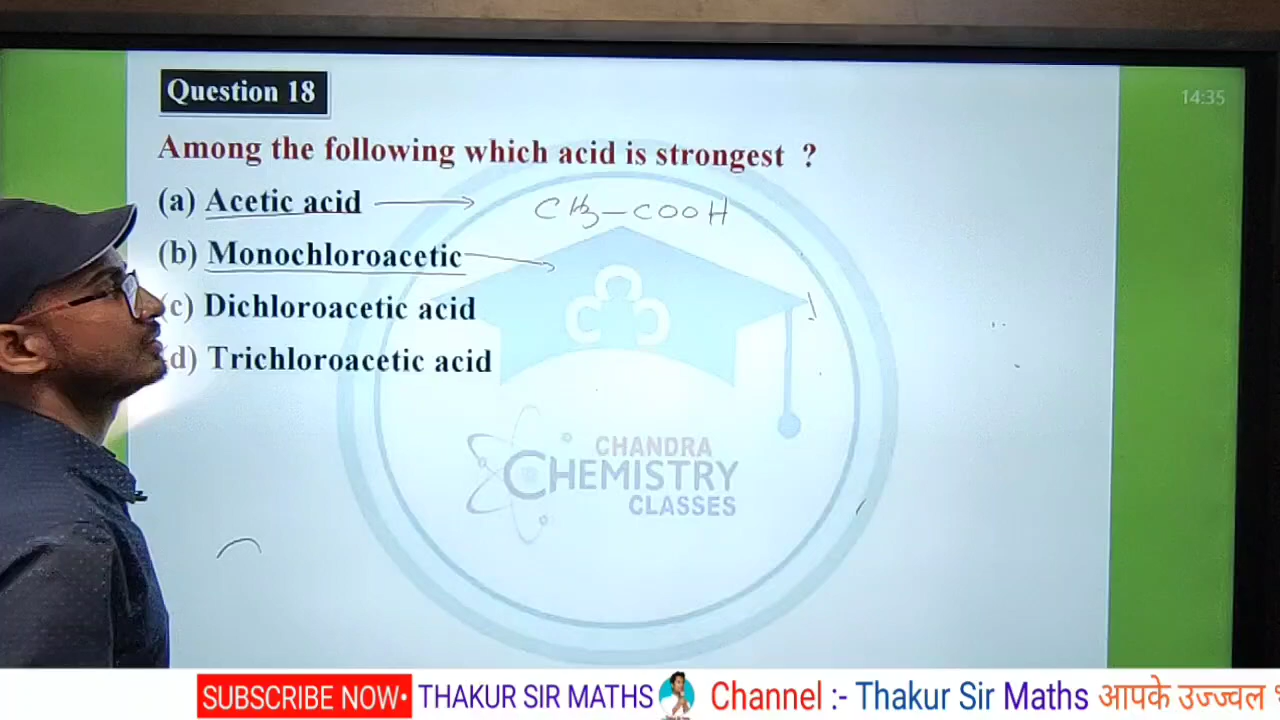 Question 18
14:35
Among the following which acid is strongest ?
(a) Acetic acid → CH3-COOH
(b) Monochloroacetic
(c) Dichloroacetic acid
(d) Trichloroacetic acid
CHANDRA
CHEMISTRY
CLASSES
SUBSCRIBE NOW• THAKUR SIR MATHS Channel :- Thakur Sir Maths आपके उज्ज्वल